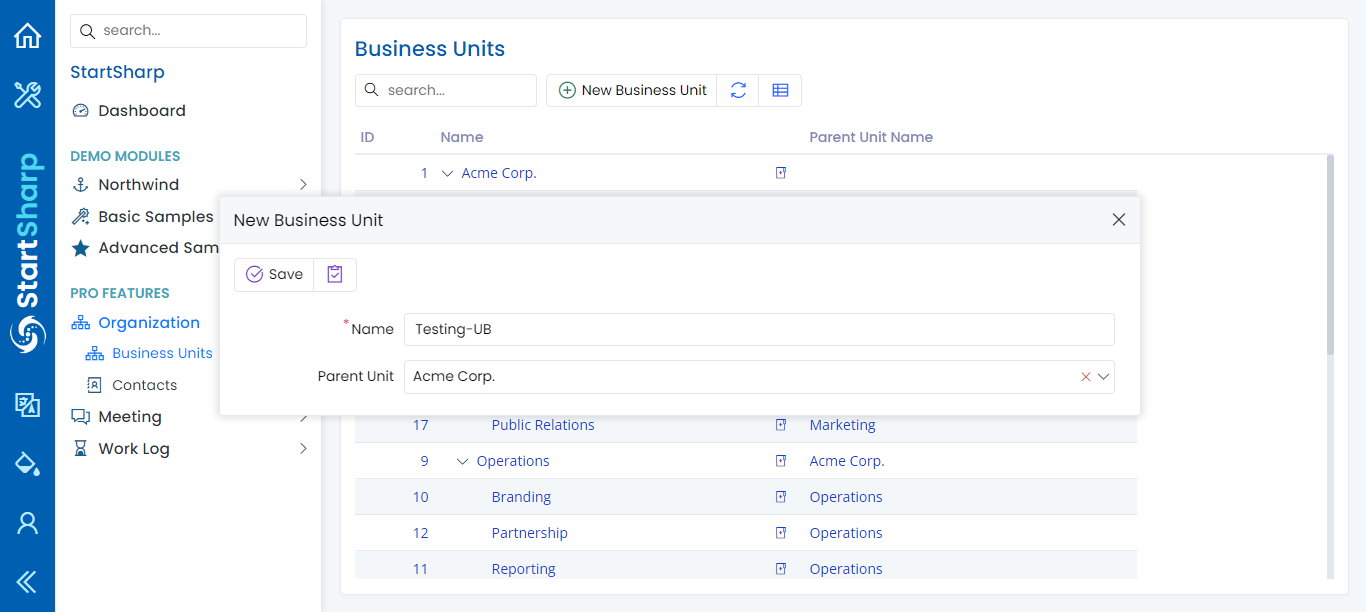 StartSharp
search...
StartSharp
Dashboard
DEMO MODULES
Northwind
Basic Samples
Advanced Sam
PRO FEATURES
Organization
Business Units
Contacts
Meeting
Work Log
Business Units
search...
New Business Unit
ID Name Parent Unit Name
1 Acme Corp.
New Business Unit
Save
*Name Testing-UB
Parent Unit Acme Corp.
17 Public Relations Marketing
9 Operations Acme Corp.
10 Branding Operations
12 Partnership Operations
11 Reporting Operations